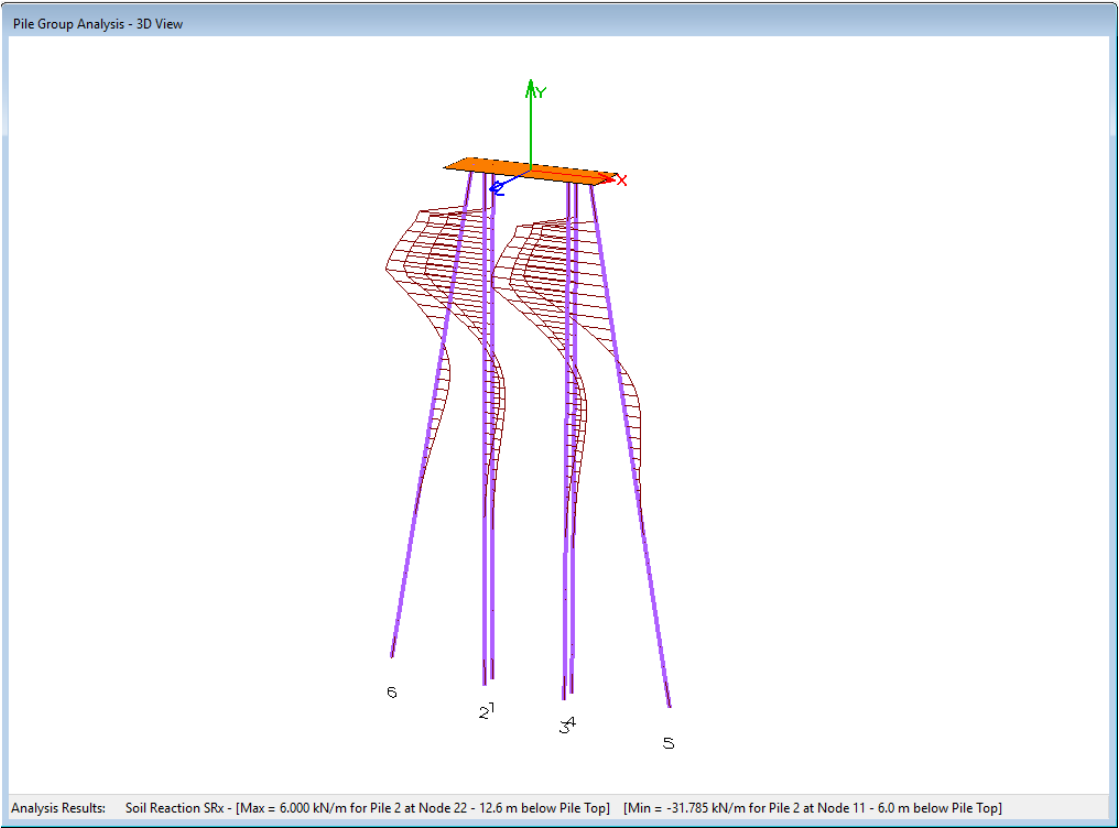 Pile Group Analysis - 3D View
Y
X
Z
6
2 1
3 4
5
Analysis Results: Soil Reaction SRx - [Max = 6.000 kN/m for Pile 2 at Node 22 - 12.6 m below Pile Top] [Min = -31.785 kN/m for Pile 2 at Node 11 - 6.0 m below Pile Top]